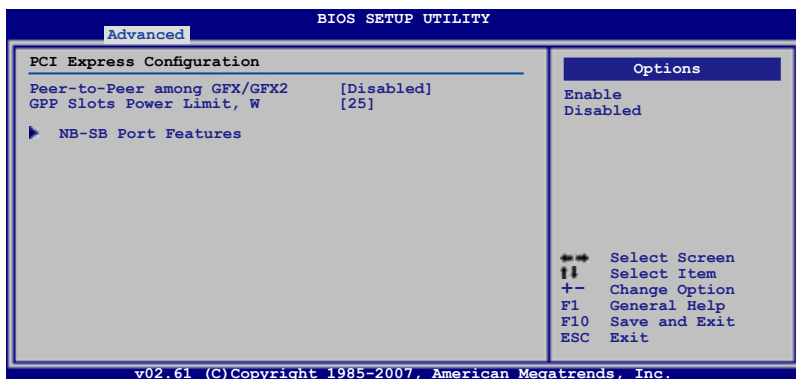 BIOS SETUP UTILITY
Advanced
PCI Express Configuration
Peer-to-Peer among GFX/GFX2 [Disabled]
GPP Slots Power Limit, W [25]
NB-SB Port Features
Options
Enable
Disabled
Select Screen
Select Item
+- Change Option
F1 General Help
F10 Save and Exit
ESC Exit
v02.61 (C)Copyright 1985-2007, American Megatrends, Inc.